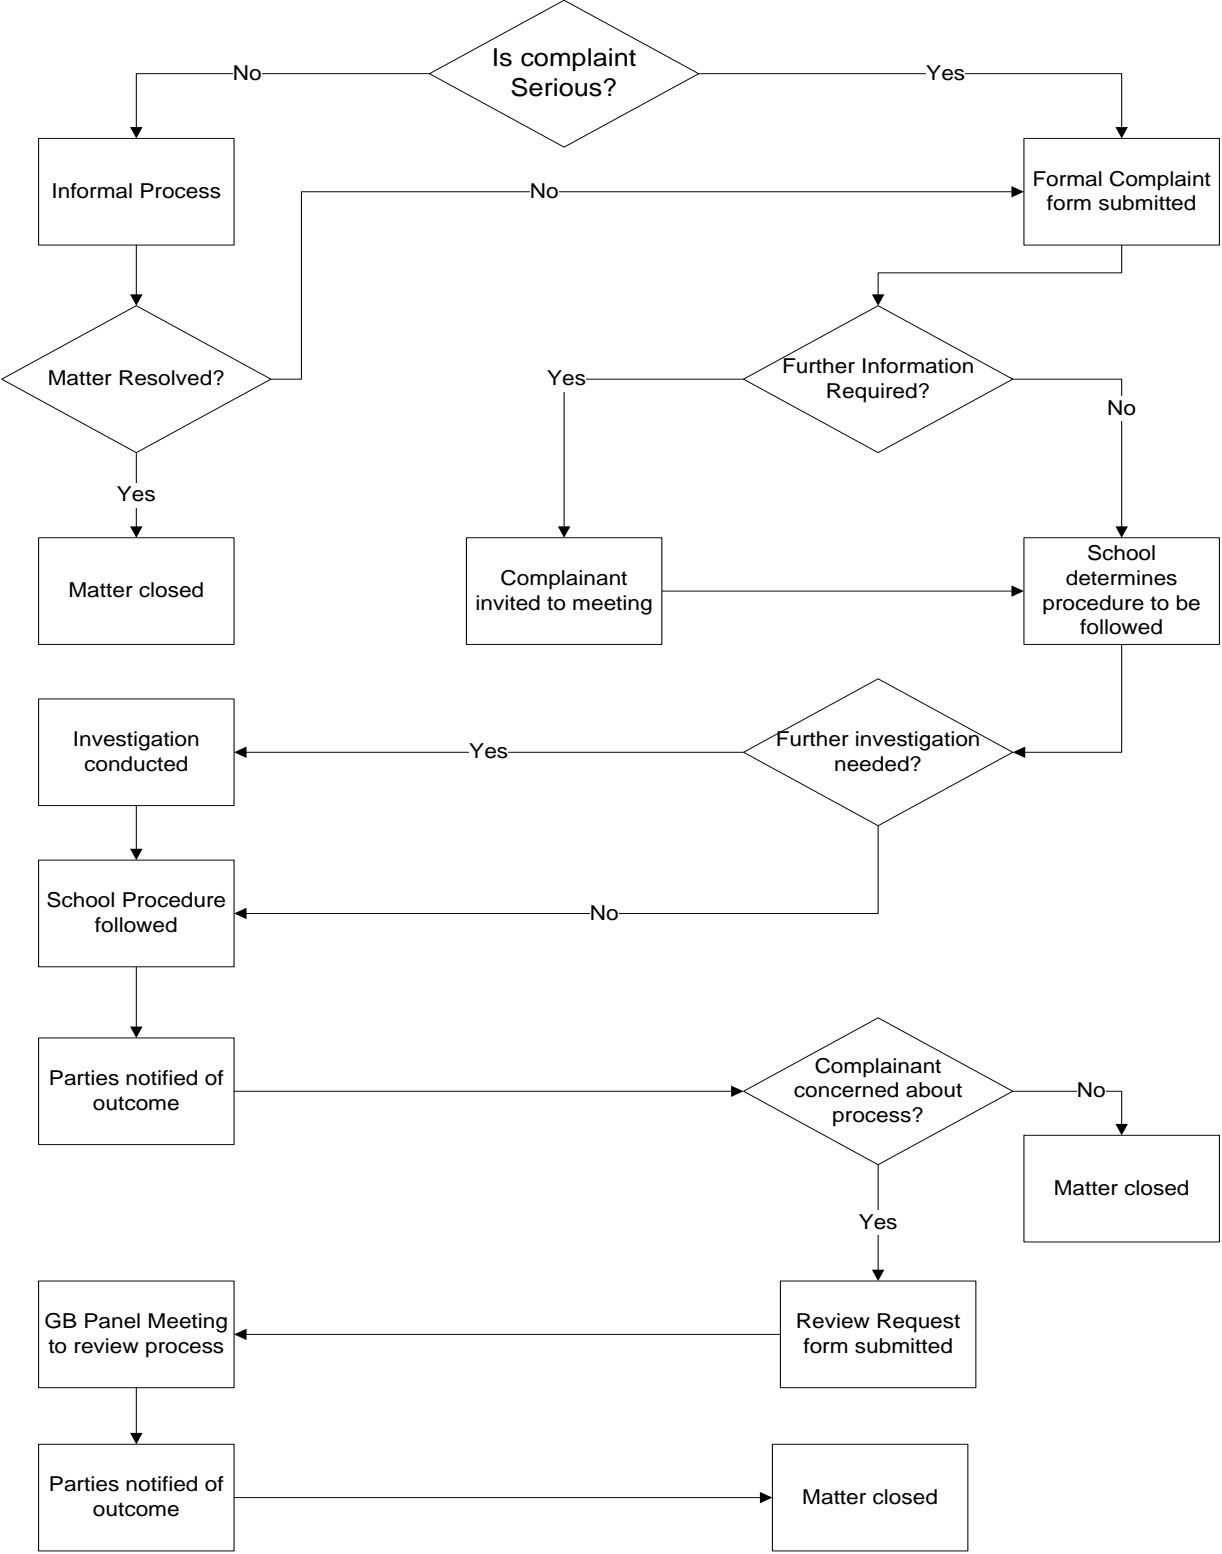 Is complaint
Serious?
No
Yes
Informal Process
No
Formal Complaint
form submitted
Matter Resolved?
Yes
Further Information
Required?
No
Yes
Matter closed
Complainant
invited to meeting
School
determines
procedure to be
followed
Investigation
conducted
Yes
Further investigation
needed?
School Procedure
followed
No
Parties notified of
outcome
Complainant
concerned about
process?
No
Matter closed
Yes
GB Panel Meeting
to review process
Review Request
form submitted
Parties notified of
outcome
Matter closed